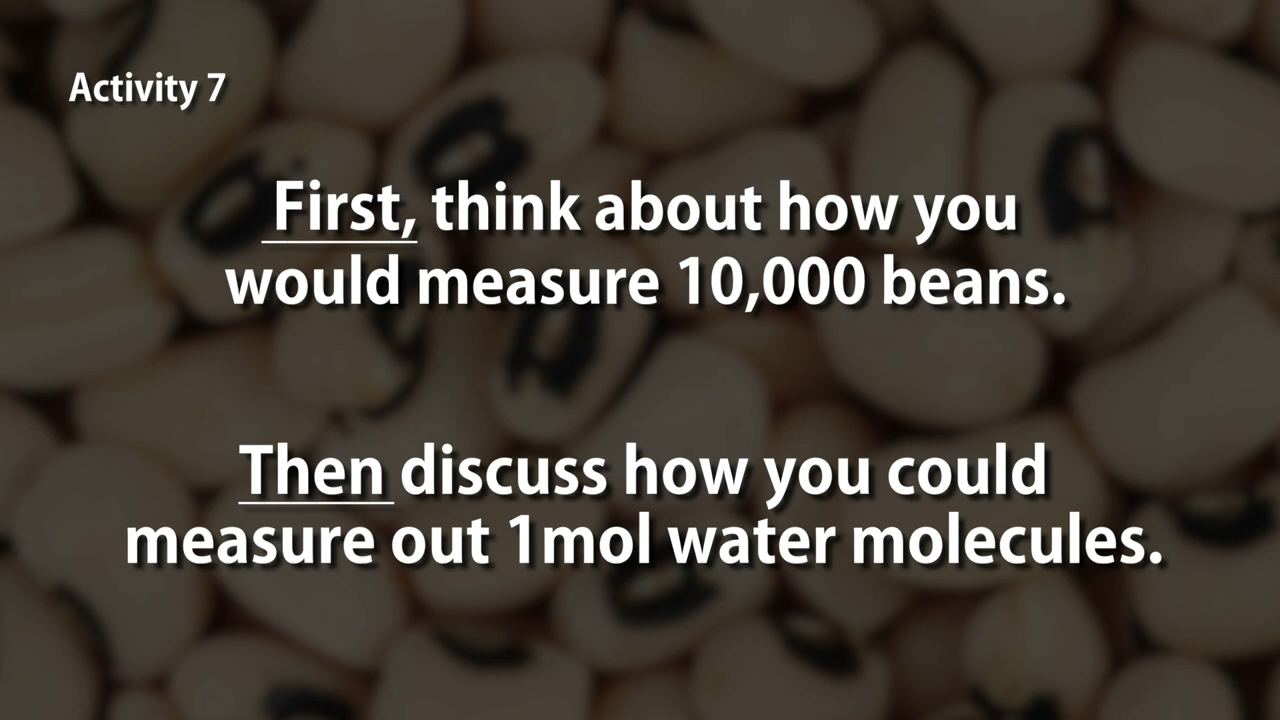 Activity 7
First, think about how you
would measure 10,000 beans.
Then discuss how you could
measure out 1mol water molecules.